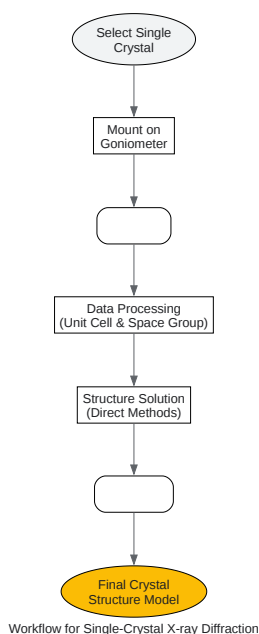 Select Single
Crystal
Mount on
Goniometer
Data Processing
(Unit Cell & Space Group)
Structure Solution
(Direct Methods)
Final Crystal
Structure Model
Workflow for Single-Crystal X-ray Diffraction